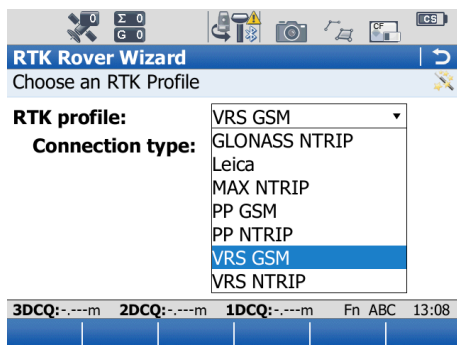 0 Σ 0 CS
G 0 CF
RTK Rover Wizard
Choose an RTK Profile
RTK profile: VRS GSM
Connection type: GLONASS NTRIP
Leica
MAX NTRIP
PP GSM
PP NTRIP
VRS GSM
VRS NTRIP
3DCQ:-.---m 2DCQ:-.---m 1DCQ:-.---m Fn ABC 13:08